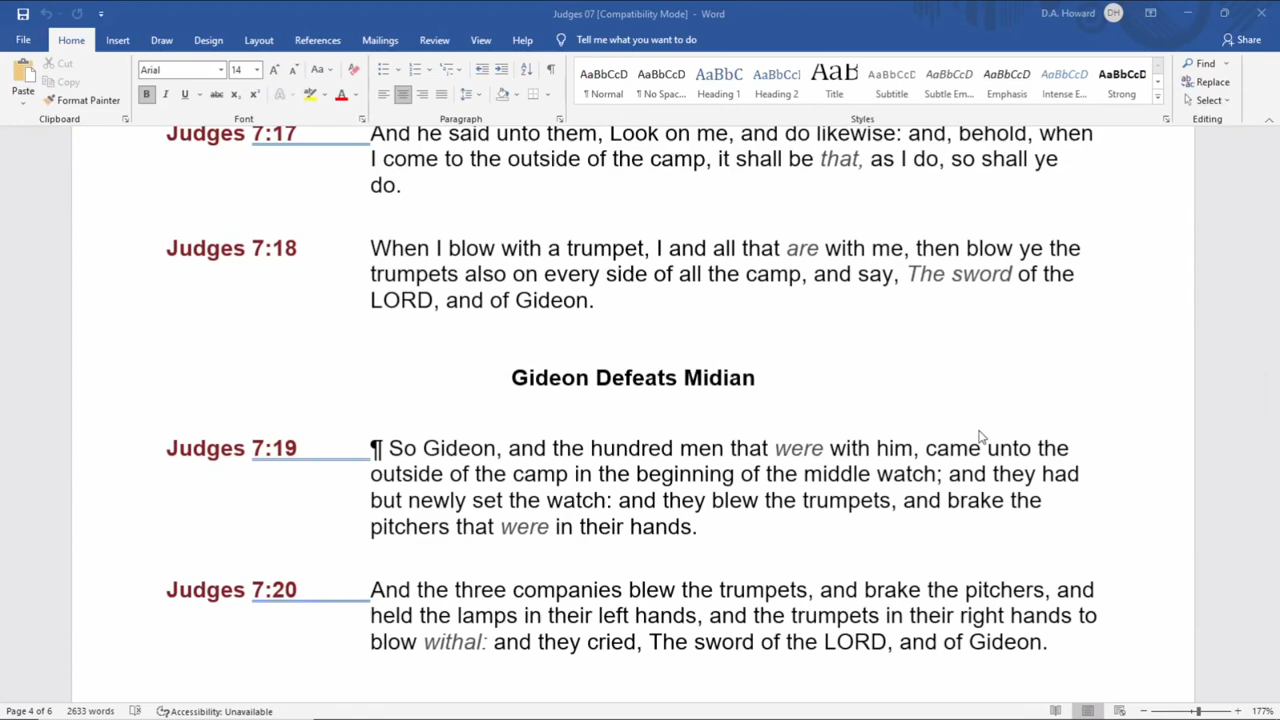 Judges 07 [Compatibility Mode] - Word
D.A. Howard DH
File Home Insert Draw Design Layout References Mailings Review View Help Tell me what you want to do Share
Paste Cut Copy Format Painter
Clipboard
Arial 14 Aa
B I U abc x₂ x² A A
Font
Paragraph
AaBbCcDd AaBbCcDd AaBbC AaBbCcI AaB AaBbCcD AaBbCcDd AaBbCcDd AaBbCcDd AaBbCcDd
¶ Normal ¶ No Spac... Heading 1 Heading 2 Title Subtitle Subtle Em... Emphasis Intense E... Strong
Styles
Find
Replace
Select
Editing
Judges 7:17 And he said unto them, Look on me, and do likewise: and, behold, when
I come to the outside of the camp, it shall be that, as I do, so shall ye
do.
Judges 7:18 When I blow with a trumpet, I and all that are with me, then blow ye the
trumpets also on every side of all the camp, and say, The sword of the
LORD, and of Gideon.
Gideon Defeats Midian
Judges 7:19 ¶ So Gideon, and the hundred men that were with him, came unto the
outside of the camp in the beginning of the middle watch; and they had
but newly set the watch: and they blew the trumpets, and brake the
pitchers that were in their hands.
Judges 7:20 And the three companies blew the trumpets, and brake the pitchers, and
held the lamps in their left hands, and the trumpets in their right hands to
blow withal: and they cried, The sword of the LORD, and of Gideon.
Page 4 of 6 2633 words Accessibility: Unavailable 177%